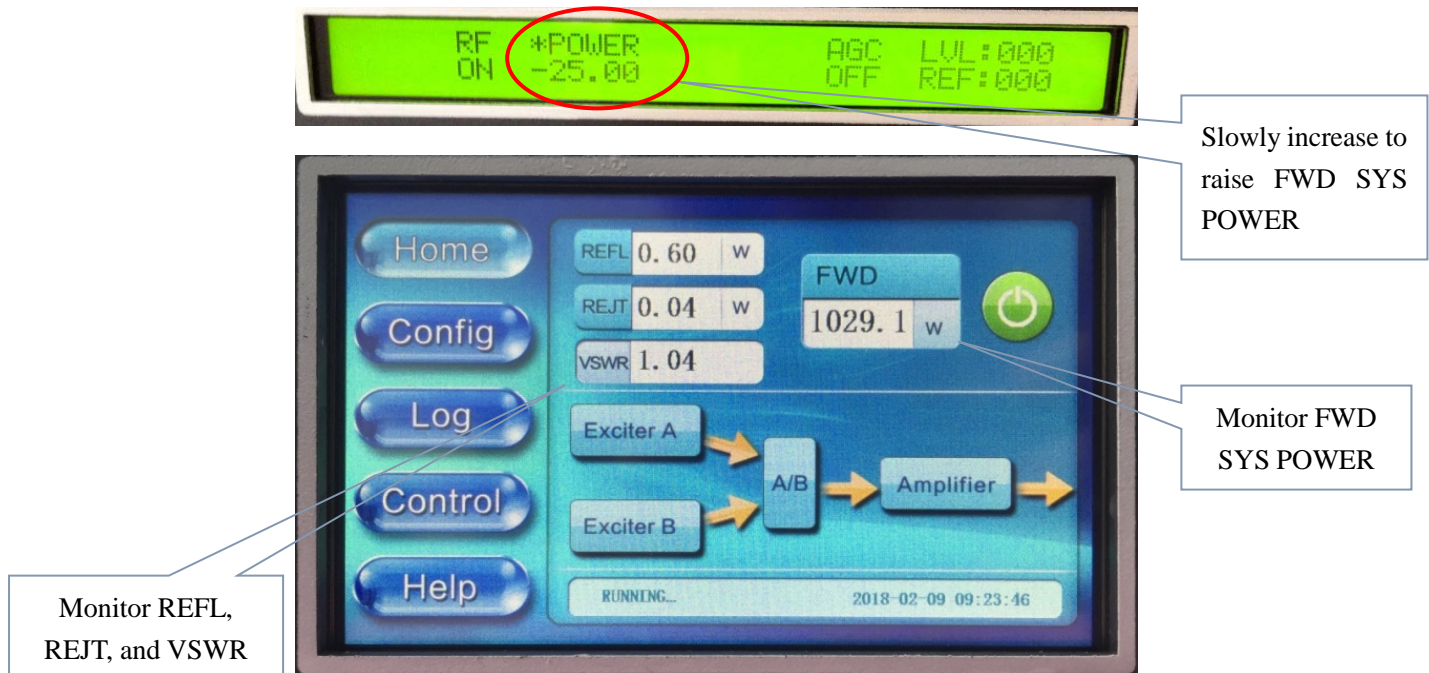 RF *POWER AGC LVL:000
ON -25.00 OFF REF:000
Slowly increase to
raise FWD SYS
POWER
Home
Config
Log
Control
Help
REFL 0.60 W
REJT 0.04 W
VSWR 1.04
FWD
1029.1 W
Exciter A
Exciter B
A/B
Amplifier
RUNNING... 2018-02-09 09:23:46
Monitor FWD
SYS POWER
Monitor REFL,
REJT, and VSWR